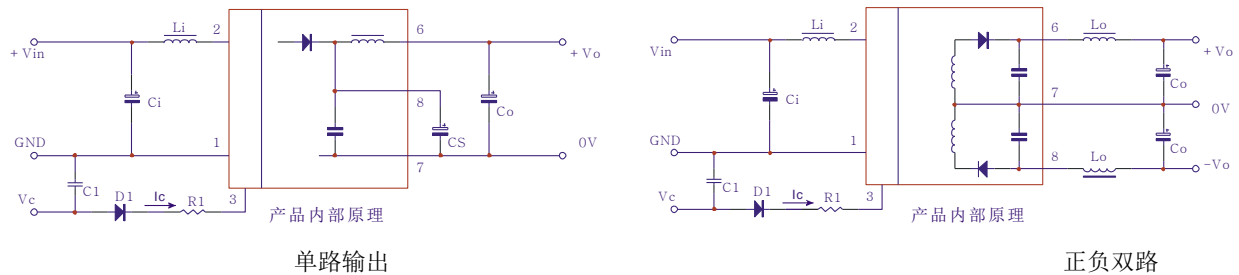 Li
2
6
+Vin
+Vo
Ci
8
Co
GND
1
CS
0V
7
C1
D1
Ic
R1
3
Vc
产品内部原理
单路输出
Li
2
6
Lo
Vin
+Vo
Ci
Co
7
0V
GND
1
Co
8
Lo
-Vo
C1
D1
Ic
R1
3
Vc
产品内部原理
正负双路